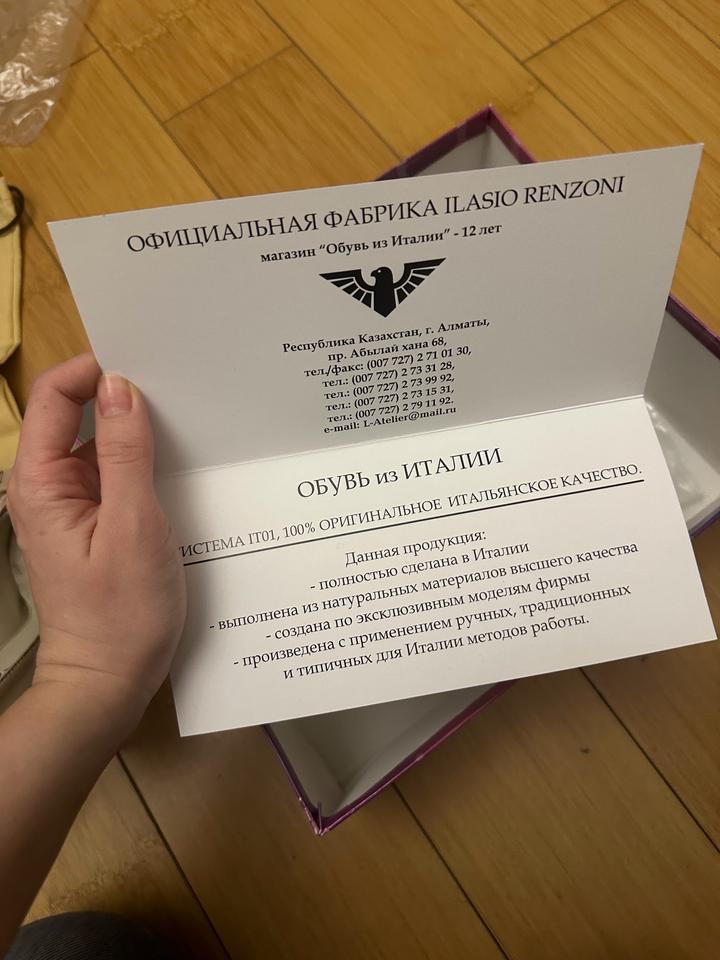 ОФИЦИАЛЬНАЯ ФАБРИКА ILASIO RENZONI
магазин “Обувь из Италии” - 12 лет
Республика Казахстан, г. Алматы,
пр. Абылай хана 68,
тел./факс: (007 727) 2 71 01 30,
тел.: (007 727) 2 73 31 28,
тел.: (007 727) 2 73 99 92,
тел.: (007 727) 2 73 15 31,
тел.: (007 727) 2 79 11 92.
e-mail: L-Atelier@mail.ru
ОБУВЬ из ИТАЛИИ
ИСТЕМА IT01, 100% ОРИГИНАЛЬНОЕ ИТАЛЬЯНСКОЕ КАЧЕСТВО.
Данная продукция:
- полностью сделана в Италии
- выполнена из натуральных материалов высшего качества
- создана по эксклюзивным моделям фирмы
- произведена с применением ручных, традиционных
и типичных для Италии методов работы.